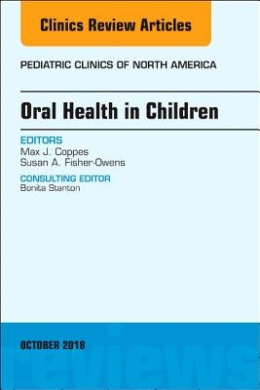 Clinics Review Articles
PEDIATRIC CLINICS OF NORTH AMERICA
Oral Health in Children
EDITORS
Max J. Coppes
Susan A. Fisher-Owens
CONSULTING EDITOR
Bonita Stanton
OCTOBER 2018
reviews